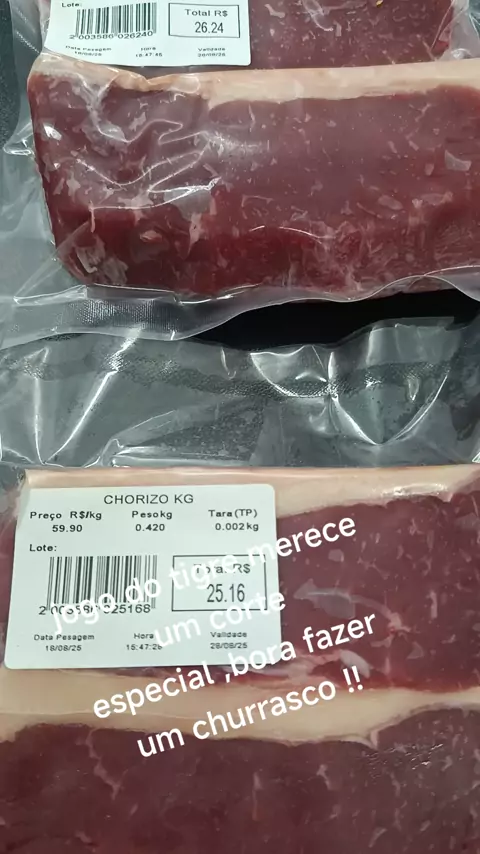 Lote:
Total R$
26.24
2 003580 026240
Data Pesagem Hora Validade
18/08/25 15:47:45 28/08/25
CHORIZO KG
Preço R$/kg Pesokg Tara(TP)
59.90 0.420 0.002kg
Lote:
Total R$
25.16
Data Pesagem Hora Validade
18/08/25 15:47:28 28/08/25
jogo do tigre merece
um corte
especial ,bora fazer
um churrasco !!